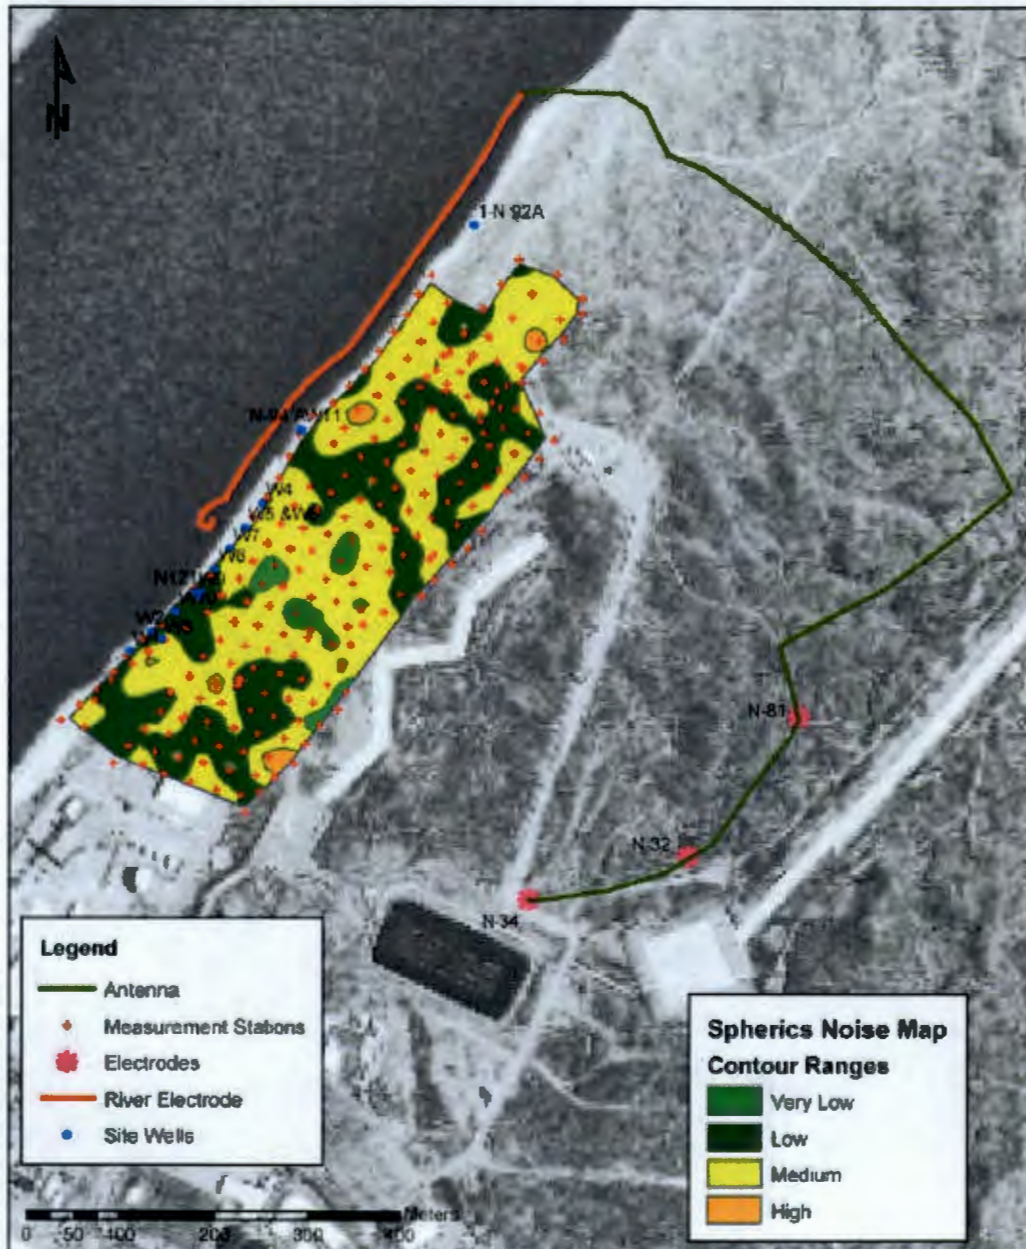 N
1-N 92A
W4
W7
N-81
N-32
N-34
Legend
Antenna
Measurement Stations
Electrodes
River Electrode
Site Wells
Spherics Noise Map
Contour Ranges
Very Low
Low
Medium
High
Meters
0 50 100 200 300 400